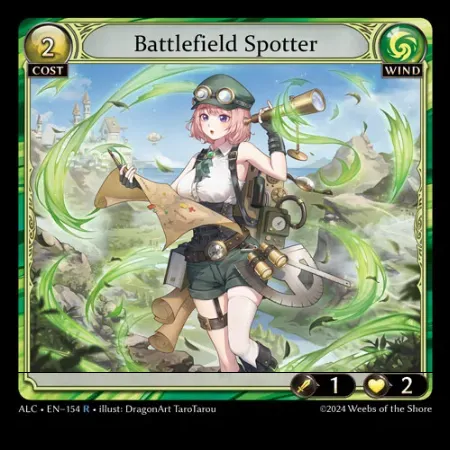 2
Battlefield Spotter
COST
WIND
1
2
ALC • EN-154 R • illust: DragonArt TaroTarou
©2024 Weebs of the Shore